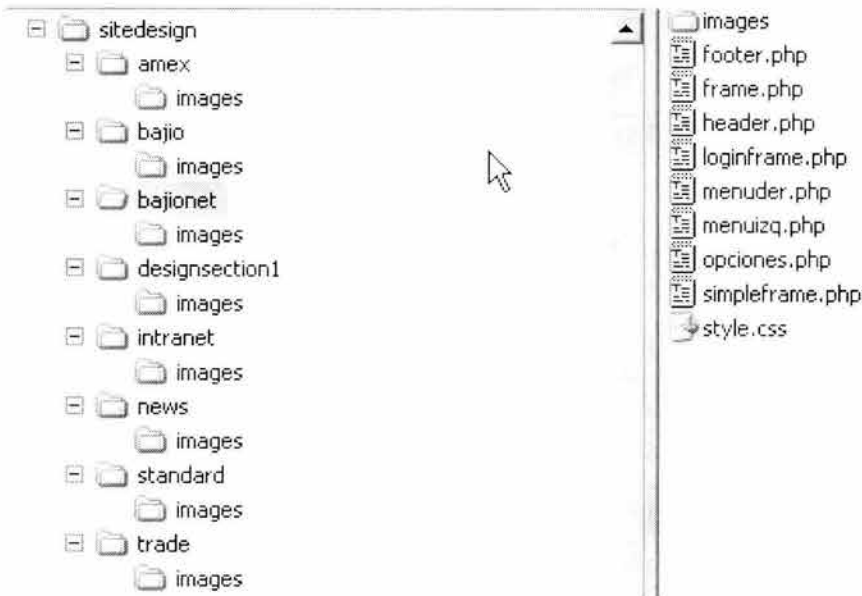 sitedesign
amex
images
bajio
images
bajionet
images
designsection1
images
intranet
images
news
images
standard
images
trade
images
images
footer.php
frame.php
header.php
loginframe.php
menuder.php
menuizq.php
opciones.php
simpleframe.php
style.css